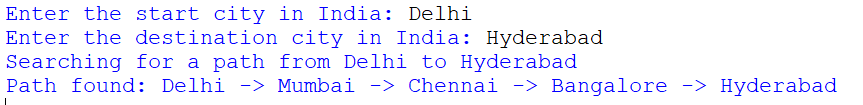 Enter the start city in India: Delhi
Enter the destination city in India: Hyderabad
Searching for a path from Delhi to Hyderabad
Path found: Delhi -> Mumbai -> Chennai -> Bangalore -> Hyderabad